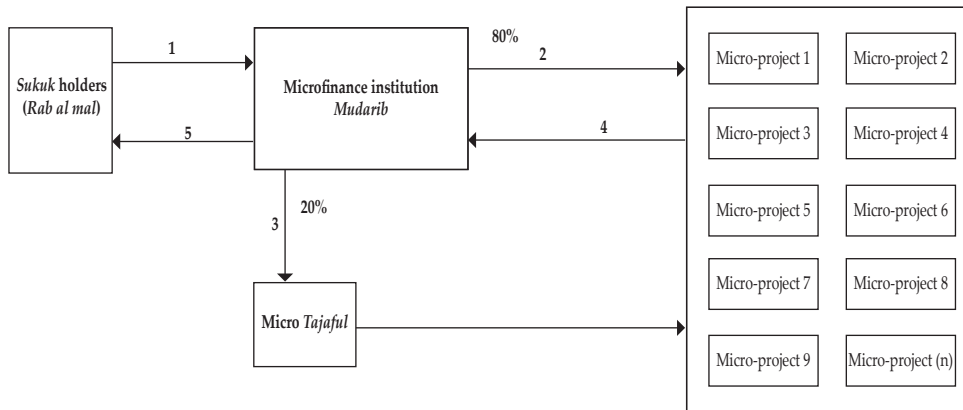 Sukuk holders
(Rab al mal)
1
5
Microfinance institution
Mudarib
80%
2
4
3
20%
Micro Tajaful
Micro-project 1
Micro-project 2
Micro-project 3
Micro-project 4
Micro-project 5
Micro-project 6
Micro-project 7
Micro-project 8
Micro-project 9
Micro-project (n)